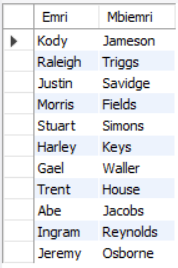 Emri Mbiemri
Kody Jameson
Raleigh Triggs
Justin Savidge
Morris Fields
Stuart Simons
Harley Keys
Gael Waller
Trent House
Abe Jacobs
Ingram Reynolds
Jeremy Osborne